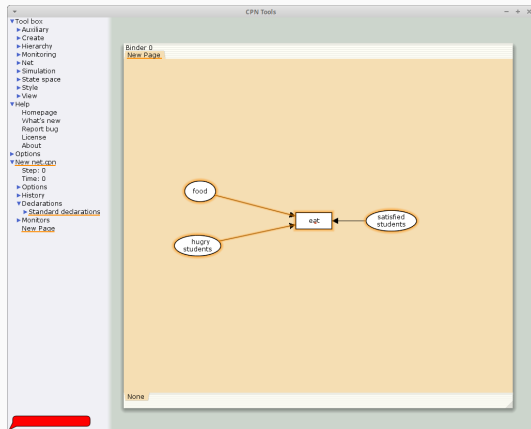 CPN Tools
Tool box
Auxiliary
Create
Hierarchy
Monitoring
Net
Simulation
State space
Style
View
Help
Homepage
What's new
Report bug
License
About
Options
New net.cpn
Step: 0
Time: 0
Options
History
Declarations
Standard declarations
Monitors
New Page
Binder 0
New Page
food
eat
satisfied
students
hugry
students
None